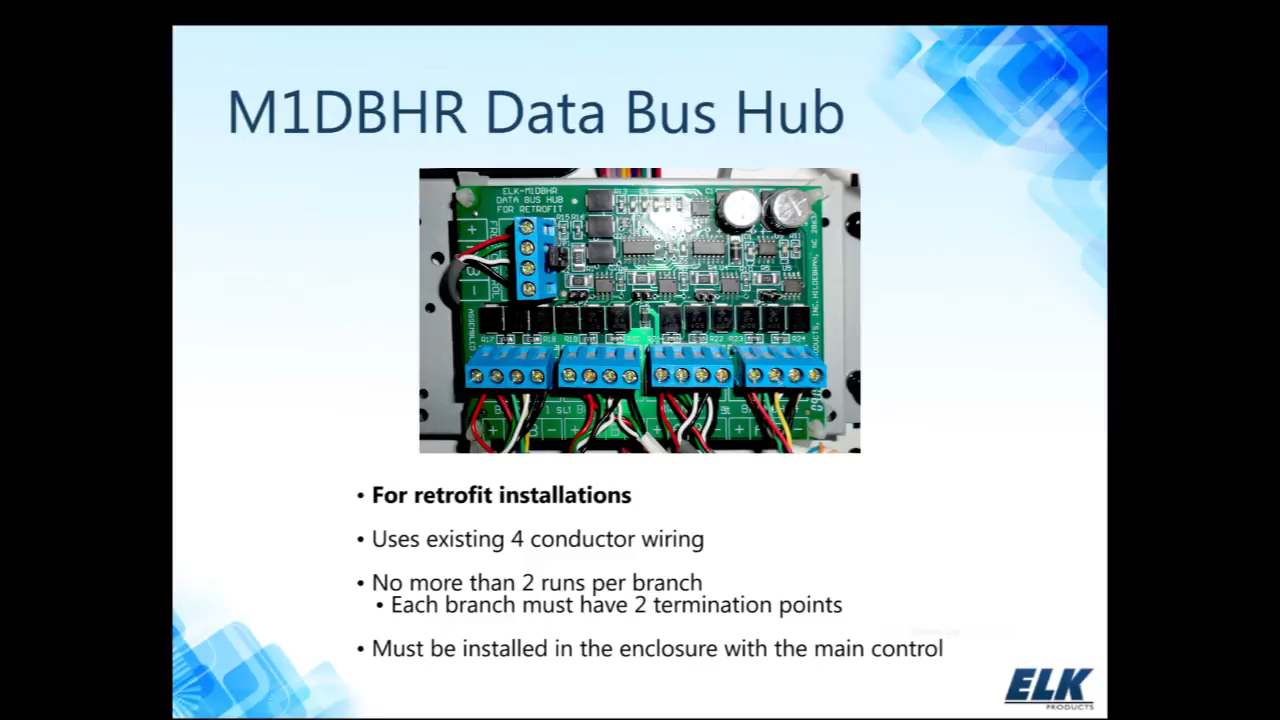 M1DBHR Data Bus Hub
ELK-M1DBHR
DATA BUS HUB
FOR RETROFIT
• For retrofit installations
• Uses existing 4 conductor wiring
• No more than 2 runs per branch
• Each branch must have 2 termination points
• Must be installed in the enclosure with the main control
ELK
PRODUCTS